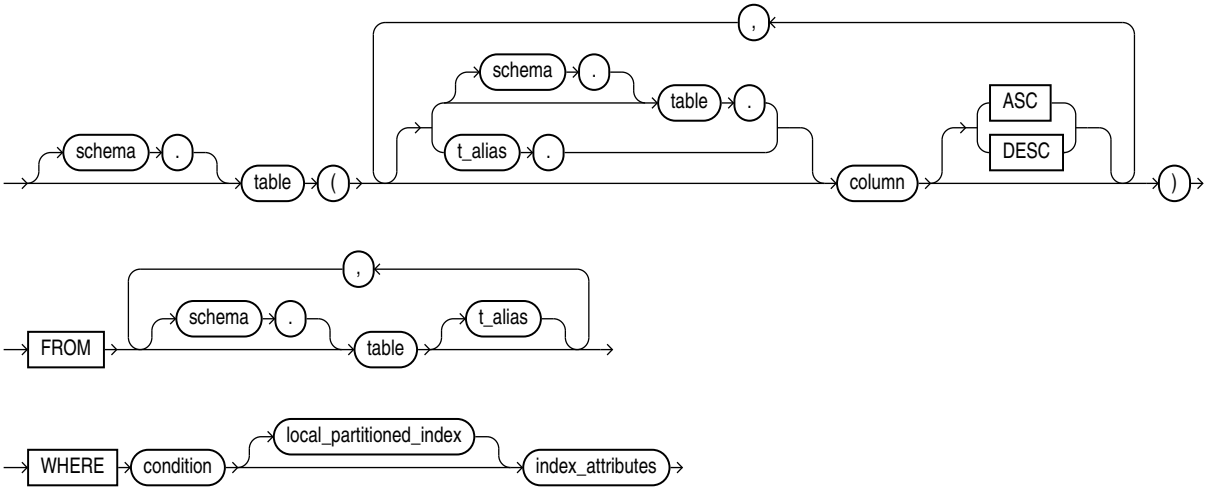 ,
schema .
table .
ASC
t_alias .
DESC
schema .
table ( column )
,
schema . t_alias
FROM table
local_partitioned_index
WHERE condition index_attributes